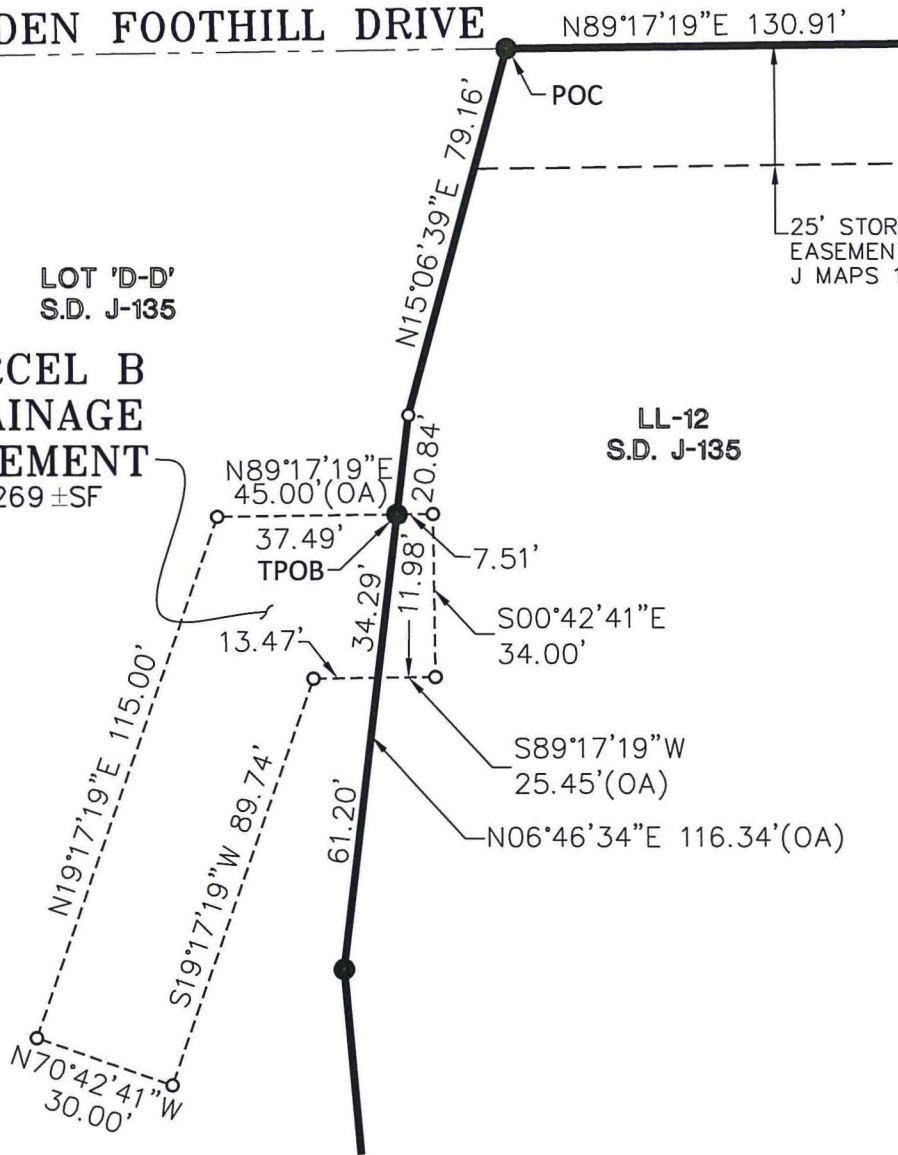 DEN FOOTHILL DRIVE
N89°17'19"E 130.91'
POC
N15°06'39"E 79.16'
25' STOR
EASEMEN
J MAPS 1
LOT 'D-D'
S.D. J-135
CEL B
AINAGE
EMENT
269 ±SF
LL-12
S.D. J-135
N89°17'19"E
45.00'(OA)
20.84'
37.49'
TPOB
7.51'
11.98'
34.29'
S00°42'41"E
34.00'
13.47'
S89°17'19"W
25.45'(OA)
N06°46'34"E 116.34'(OA)
61.20'
N19°17'19"E 115.00'
S19°17'19"W 89.74'
N70°42'41"W
30.00'